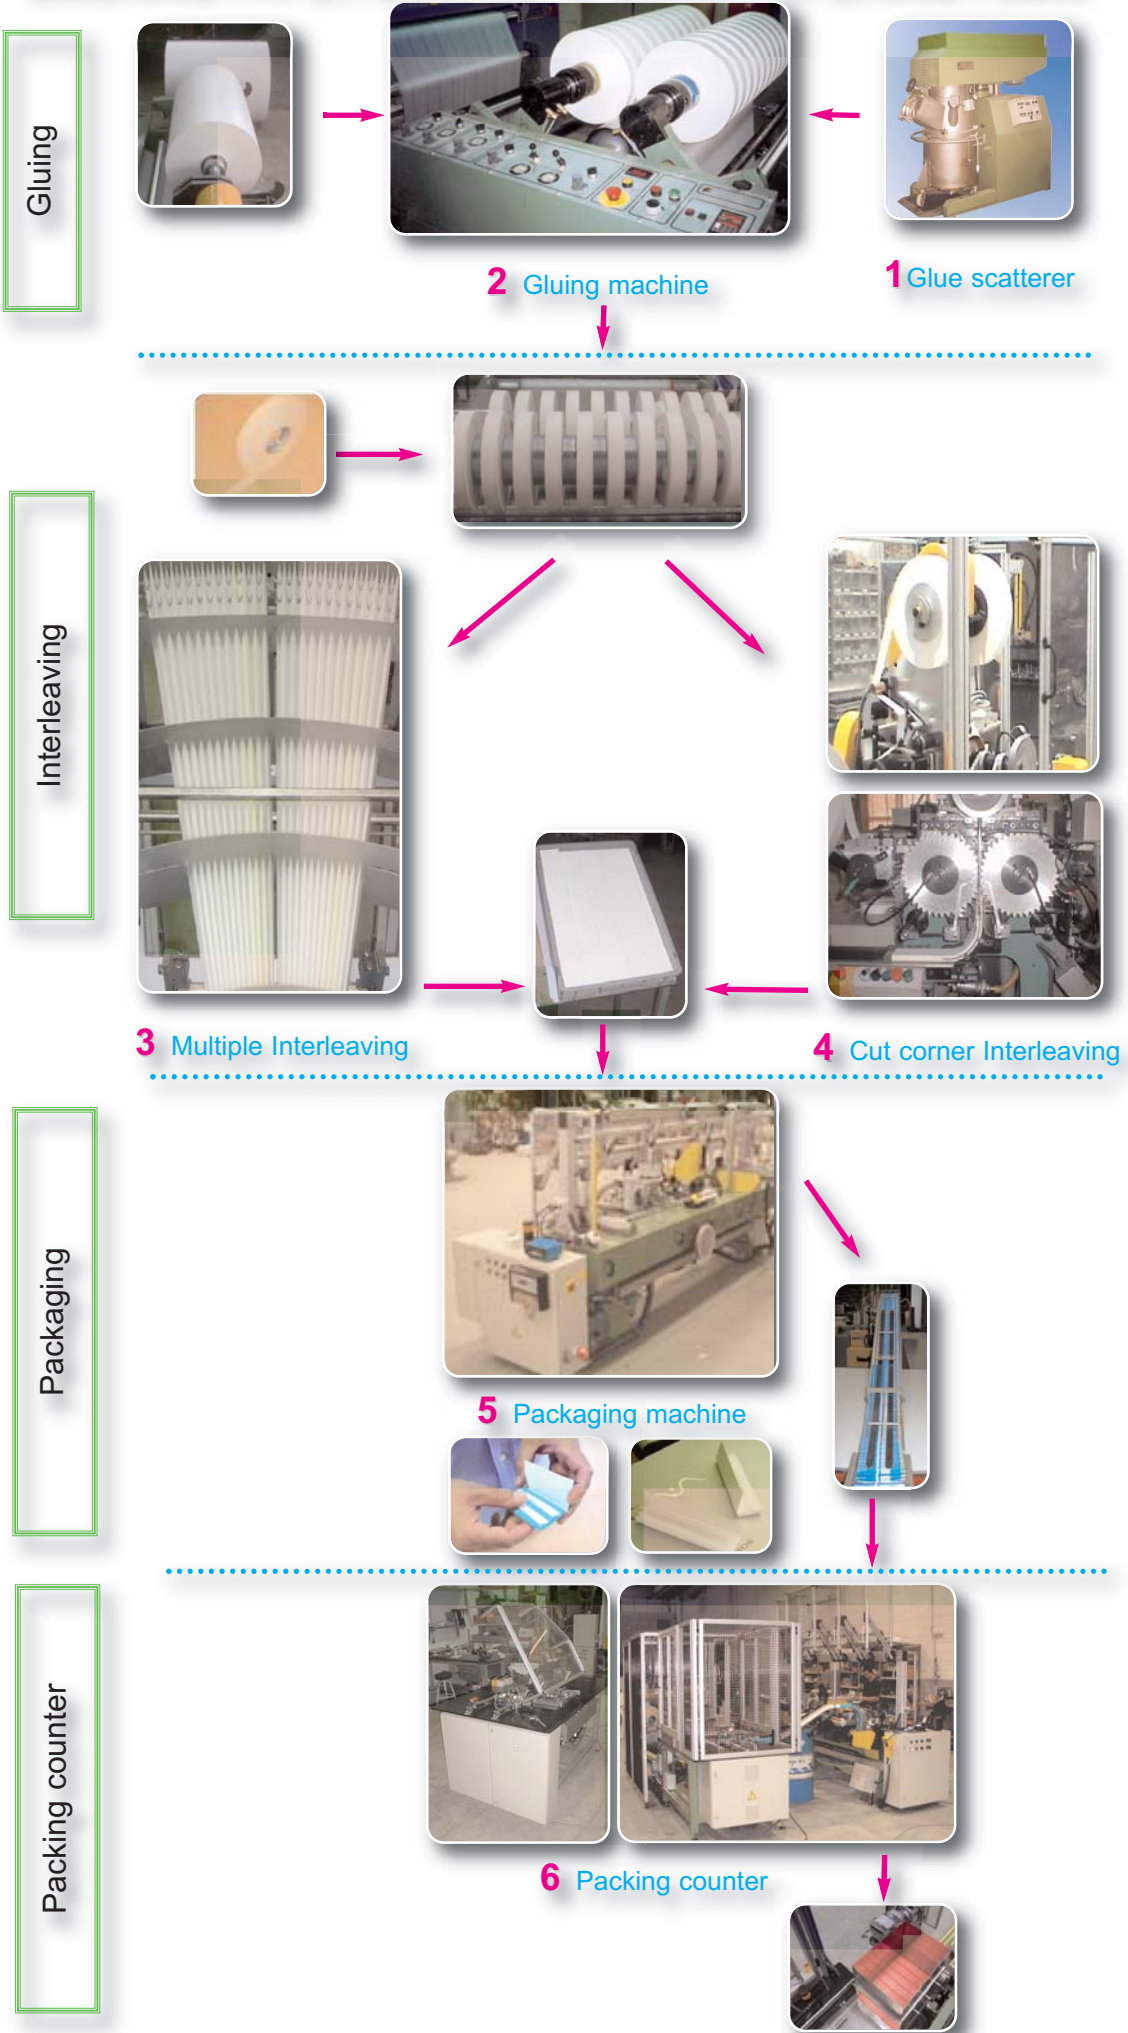 Gluing
2 Gluing machine
1 Glue scatterer
Interleaving
3 Multiple Interleaving
4 Cut corner Interleaving
Packaging
5 Packaging machine
Packing counter
6 Packing counter